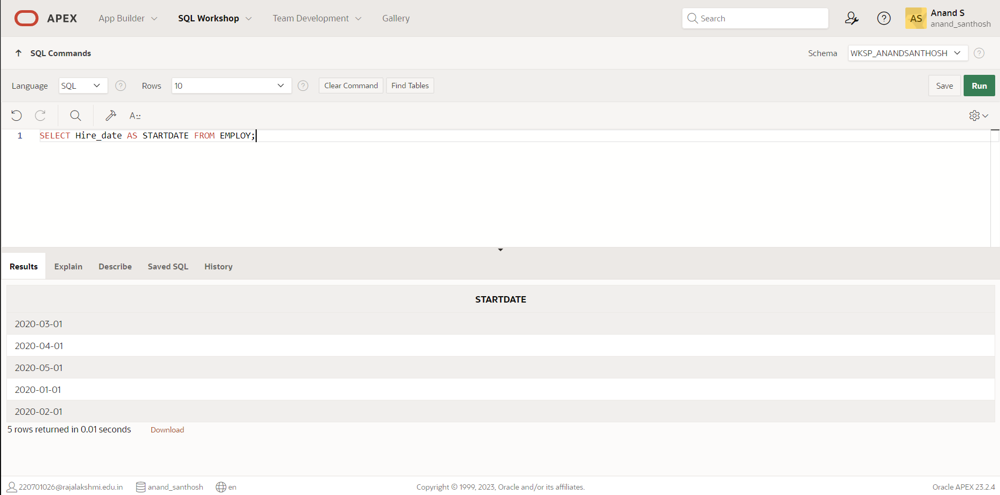 APEX App Builder SQL Workshop Team Development Gallery Search AS Anand S
anand_santhosh
SQL Commands Schema WKSP_ANANDSANTHOSH ?
Language SQL ? Rows 10 ? Clear Command Find Tables Save Run
A::
1 SELECT Hire_date AS STARTDATE FROM EMPLOY;
Results Explain Describe Saved SQL History
STARTDATE
2020-03-01
2020-04-01
2020-05-01
2020-01-01
2020-02-01
5 rows returned in 0.01 seconds Download
220701026@rajalakshmi.edu.in anand_santhosh en Copyright © 1999, 2023, Oracle and/or its affiliates. Oracle APEX 23.2.4